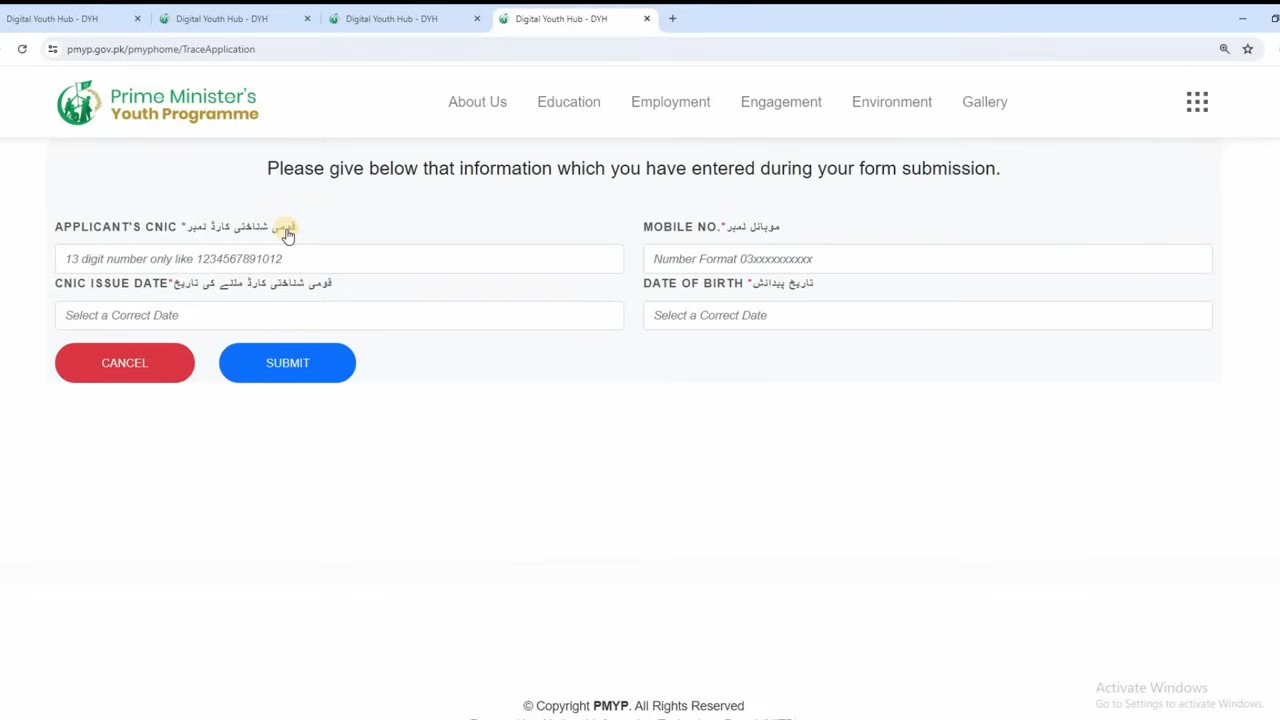 Digital Youth Hub - DYH Digital Youth Hub - DYH Digital Youth Hub - DYH Digital Youth Hub - DYH
pmyp.gov.pk/pmyphome/TraceApplication
Prime Minister's
Youth Programme
About Us Education Employment Engagement Environment Gallery
Please give below that information which you have entered during your form submission.
APPLICANT'S CNIC *قومی شناختی کارڈ نمبر
13 digit number only like 1234567891012
MOBILE NO.*موبائل نمبر
Number Format 03xxxxxxxxxx
CNIC ISSUE DATE*قومی شناختی کارڈ ملنے کی تاریخ
Select a Correct Date
DATE OF BIRTH *تاریخ پیدائش
Select a Correct Date
CANCEL SUBMIT
Activate Windows
Go to Settings to activate Windows.
© Copyright PMYP. All Rights Reserved